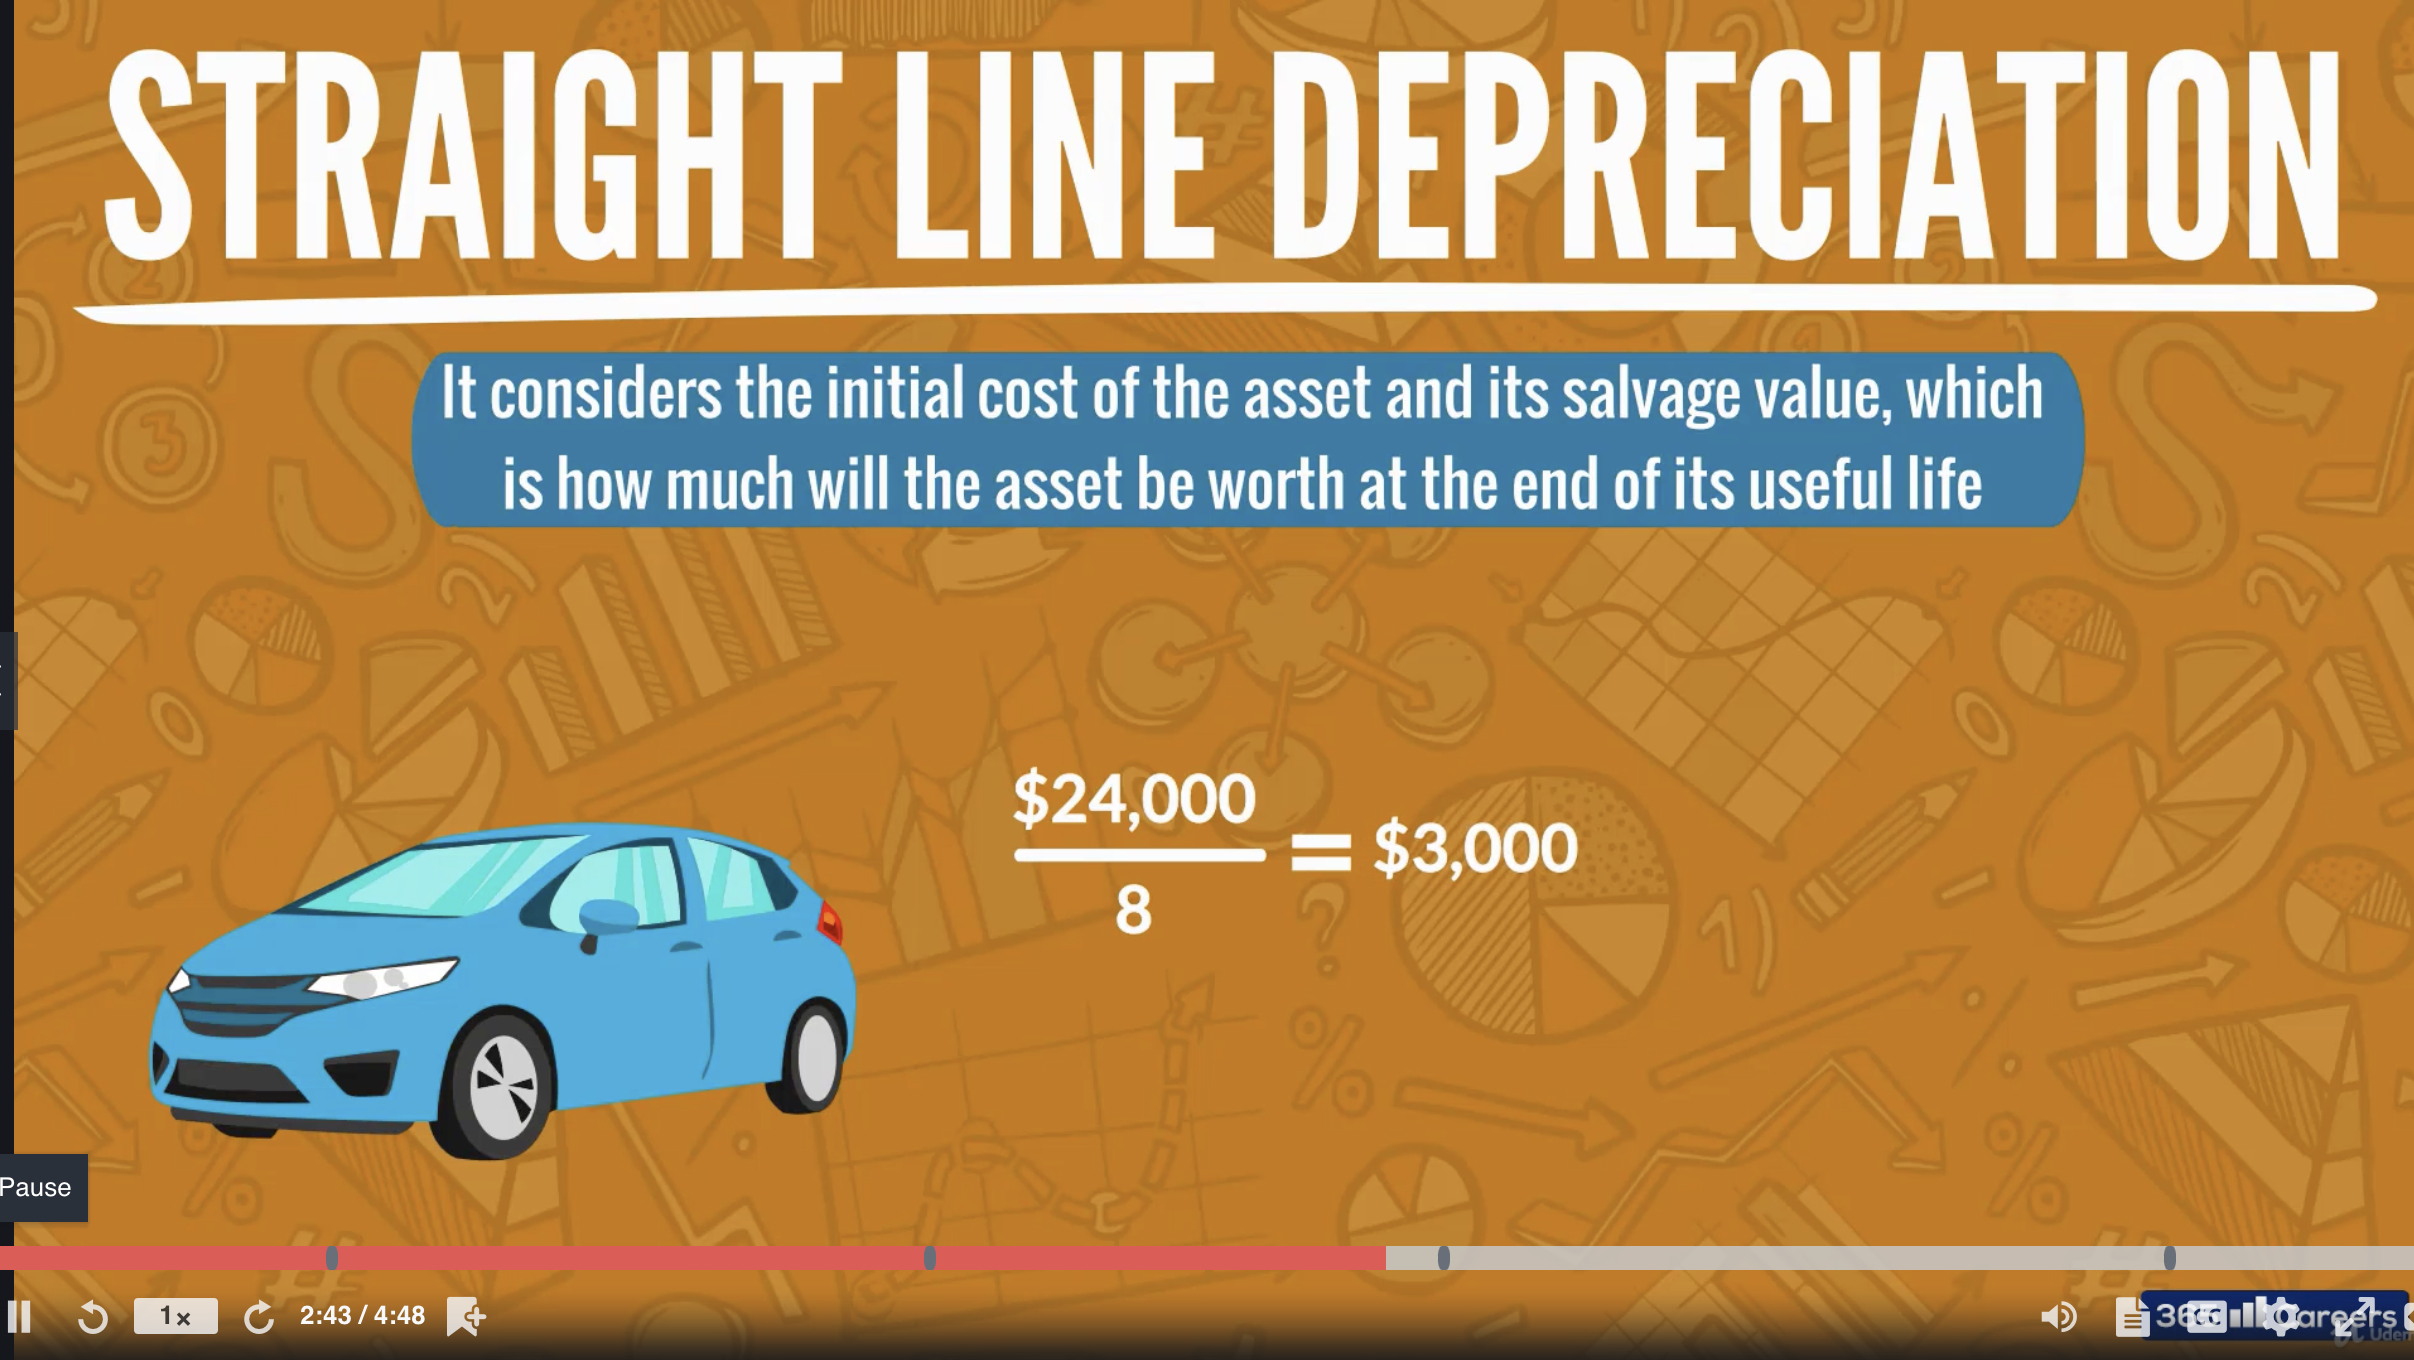 STRAIGHT LINE DEPRECIATION
It considers the initial cost of the asset and its salvage value, which
is how much will the asset be worth at the end of its useful life
$24,000
8
= $3,000
Pause
1x
2:43 / 4:48
365 Careers